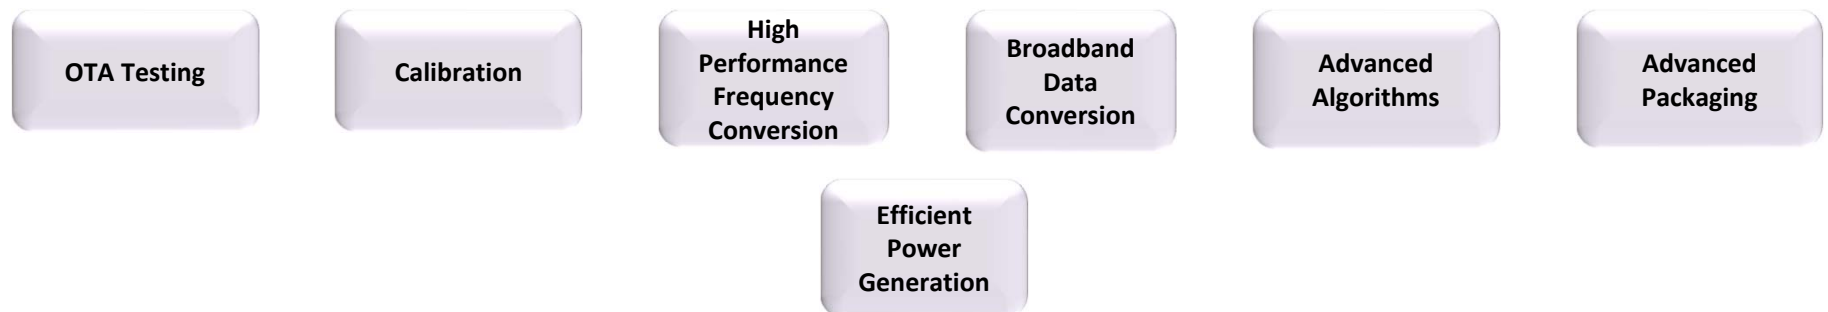 OTA Testing
Calibration
High
Performance
Frequency
Conversion
Broadband
Data
Conversion
Advanced
Algorithms
Advanced
Packaging
Efficient
Power
Generation